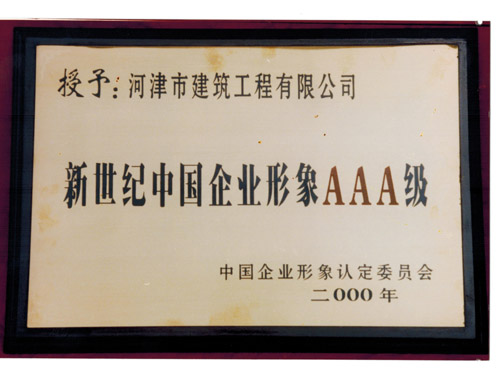 授予：河津市建筑工程有限公司
新世纪中国企业形象AAA级
中国企业形象认定委员会
二000年